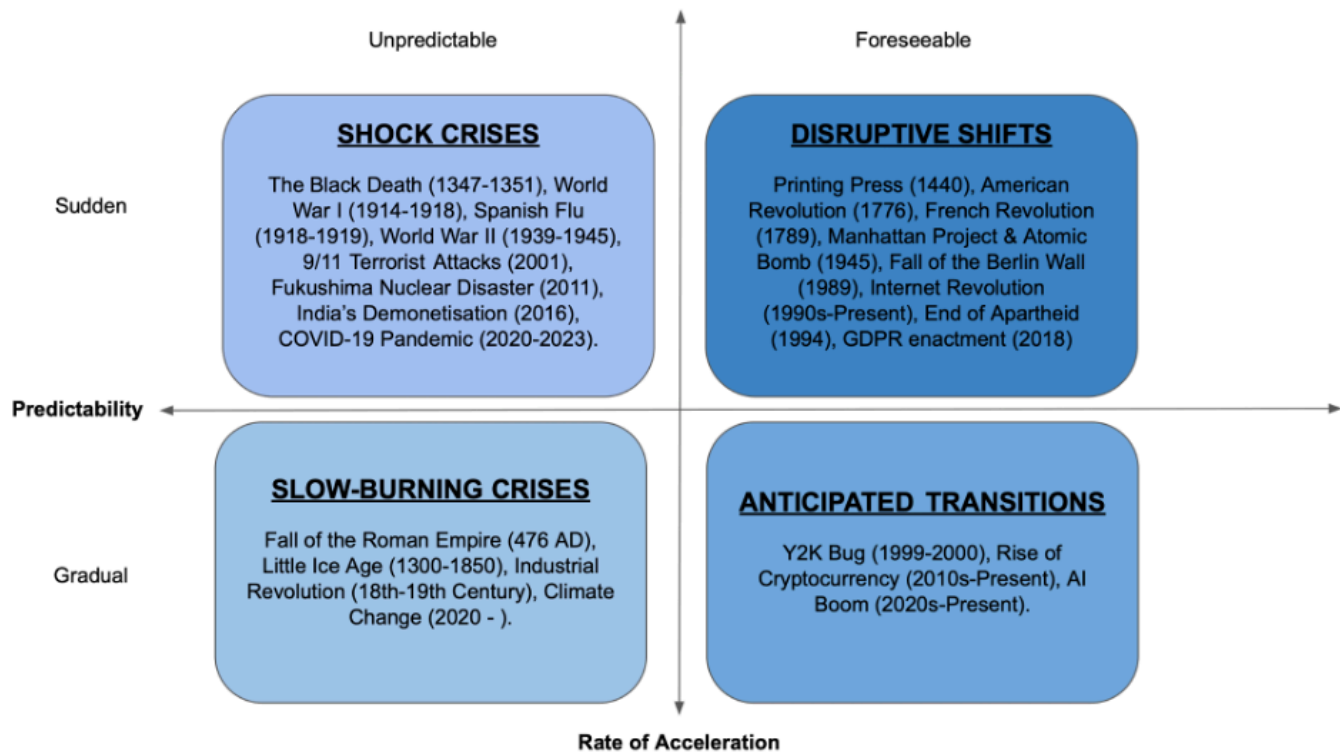 Unpredictable
Foreseeable
SHOCK CRISES
The Black Death (1347-1351), World
War I (1914-1918), Spanish Flu
(1918-1919), World War II (1939-1945),
9/11 Terrorist Attacks (2001),
Fukushima Nuclear Disaster (2011),
India's Demonetisation (2016),
COVID-19 Pandemic (2020-2023).
DISRUPTIVE SHIFTS
Printing Press (1440), American
Revolution (1776), French Revolution
(1789), Manhattan Project & Atomic
Bomb (1945), Fall of the Berlin Wall
(1989), Internet Revolution
(1990s-Present), End of Apartheid
(1994), GDPR enactment (2018)
Sudden
Predictability
SLOW-BURNING CRISES
Fall of the Roman Empire (476 AD),
Little Ice Age (1300-1850), Industrial
Revolution (18th-19th Century), Climate
Change (2020 - ).
ANTICIPATED TRANSITIONS
Y2K Bug (1999-2000), Rise of
Cryptocurrency (2010s-Present), AI
Boom (2020s-Present).
Gradual
Rate of Acceleration